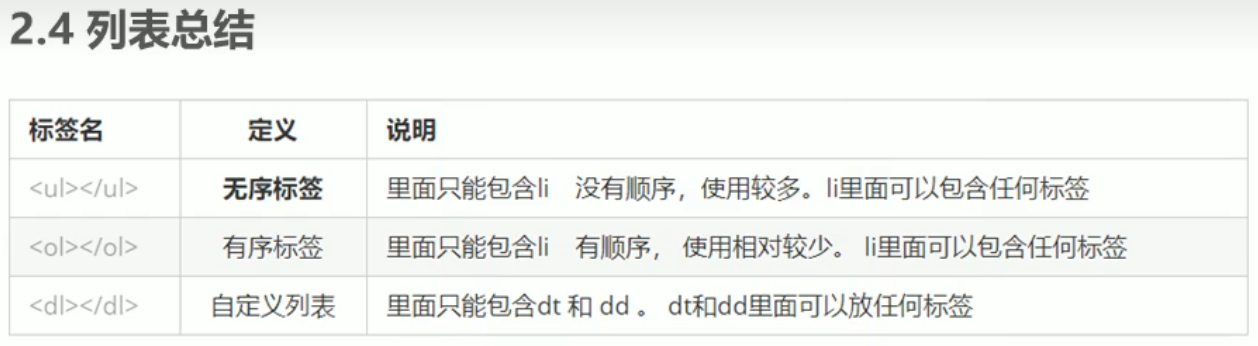 2.4 列表总结
标签名 定义 说明
<ul></ul> 无序标签 里面只能包含li 没有顺序，使用较多。li里面可以包含任何标签
<ol></ol> 有序标签 里面只能包含li 有顺序， 使用相对较少。 li里面可以包含任何标签
<dl></dl> 自定义列表 里面只能包含dt 和 dd 。 dt和dd里面可以放任何标签